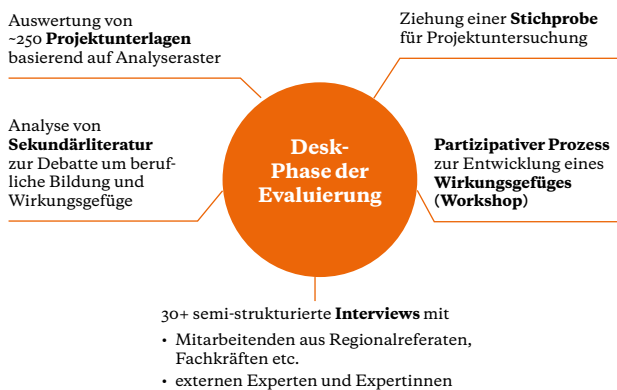 Auswertung von
~250 Projektunterlagen
basierend auf Analyseraster
Ziehung einer Stichprobe
für Projektuntersuchung
Analyse von
Sekundärliteratur
zur Debatte um beruf-
liche Bildung und
Wirkungsgefüge
Desk-
Phase der
Evaluierung
Partizipativer Prozess
zur Entwicklung eines
Wirkungsgefüges
(Workshop)
30+ semi-strukturierte Interviews mit
• Mitarbeitenden aus Regionalreferaten,
Fachkräften etc.
• externen Experten und Expertinnen